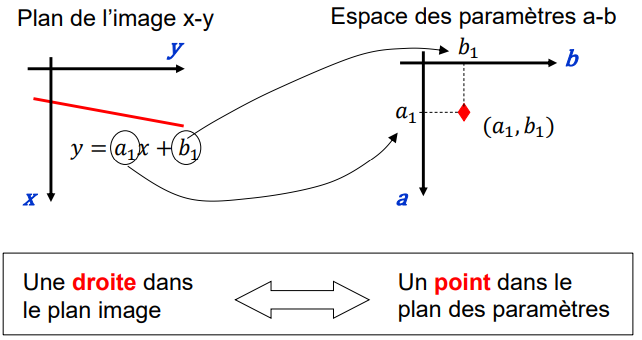 Plan de l'image x-y
y
x
y = a₁x + b₁
Espace des paramètres a-b
b₁
b
a₁
(a₁, b₁)
a
Une droite dans
le plan image
Un point dans le
plan des paramètres